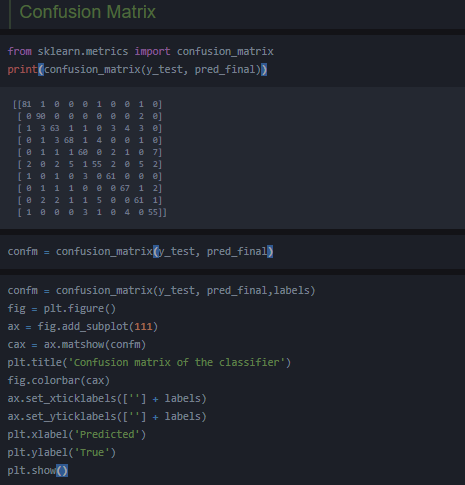 Confusion Matrix
from sklearn.metrics import confusion_matrix
print(confusion_matrix(y_test, pred_final))
[[81 1 0 0 0 1 0 0 1 0]
[ 0 90 0 0 0 0 0 0 2 0]
[ 1 3 63 1 1 0 3 4 3 0]
[ 0 1 3 68 1 4 0 0 1 0]
[ 0 1 1 1 60 0 2 1 0 7]
[ 2 0 2 5 1 55 2 0 5 2]
[ 1 0 1 0 3 0 61 0 0 0]
[ 0 1 1 1 0 0 0 67 1 2]
[ 0 2 2 1 1 5 0 0 61 1]
[ 1 0 0 0 3 1 0 4 0 55]]
confm = confusion_matrix(y_test, pred_final)
confm = confusion_matrix(y_test, pred_final,labels)
fig = plt.figure()
ax = fig.add_subplot(111)
cax = ax.matshow(confm)
plt.title('Confusion matrix of the classifier')
fig.colorbar(cax)
ax.set_xticklabels([''] + labels)
ax.set_yticklabels([''] + labels)
plt.xlabel('Predicted')
plt.ylabel('True')
plt.show()